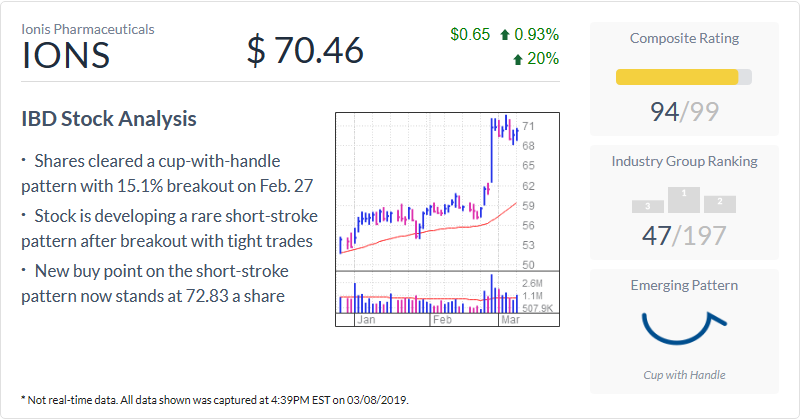 Ionis Pharmaceuticals
IONS
$ 70.46
$0.65 0.93%
20%
IBD Stock Analysis
· Shares cleared a cup-with-handle
pattern with 15.1% breakout on Feb. 27
· Stock is developing a rare short-stroke
pattern after breakout with tight trades
· New buy point on the short-stroke
pattern now stands at 72.83 a share
71
68
65
62
59
56
53
50
2.6M
1.1M
507.9K
Jan Feb Mar
Composite Rating
94/99
Industry Group Ranking
3 1 2
47/197
Emerging Pattern
Cup with Handle
* Not real-time data. All data shown was captured at 4:39PM EST on 03/08/2019.